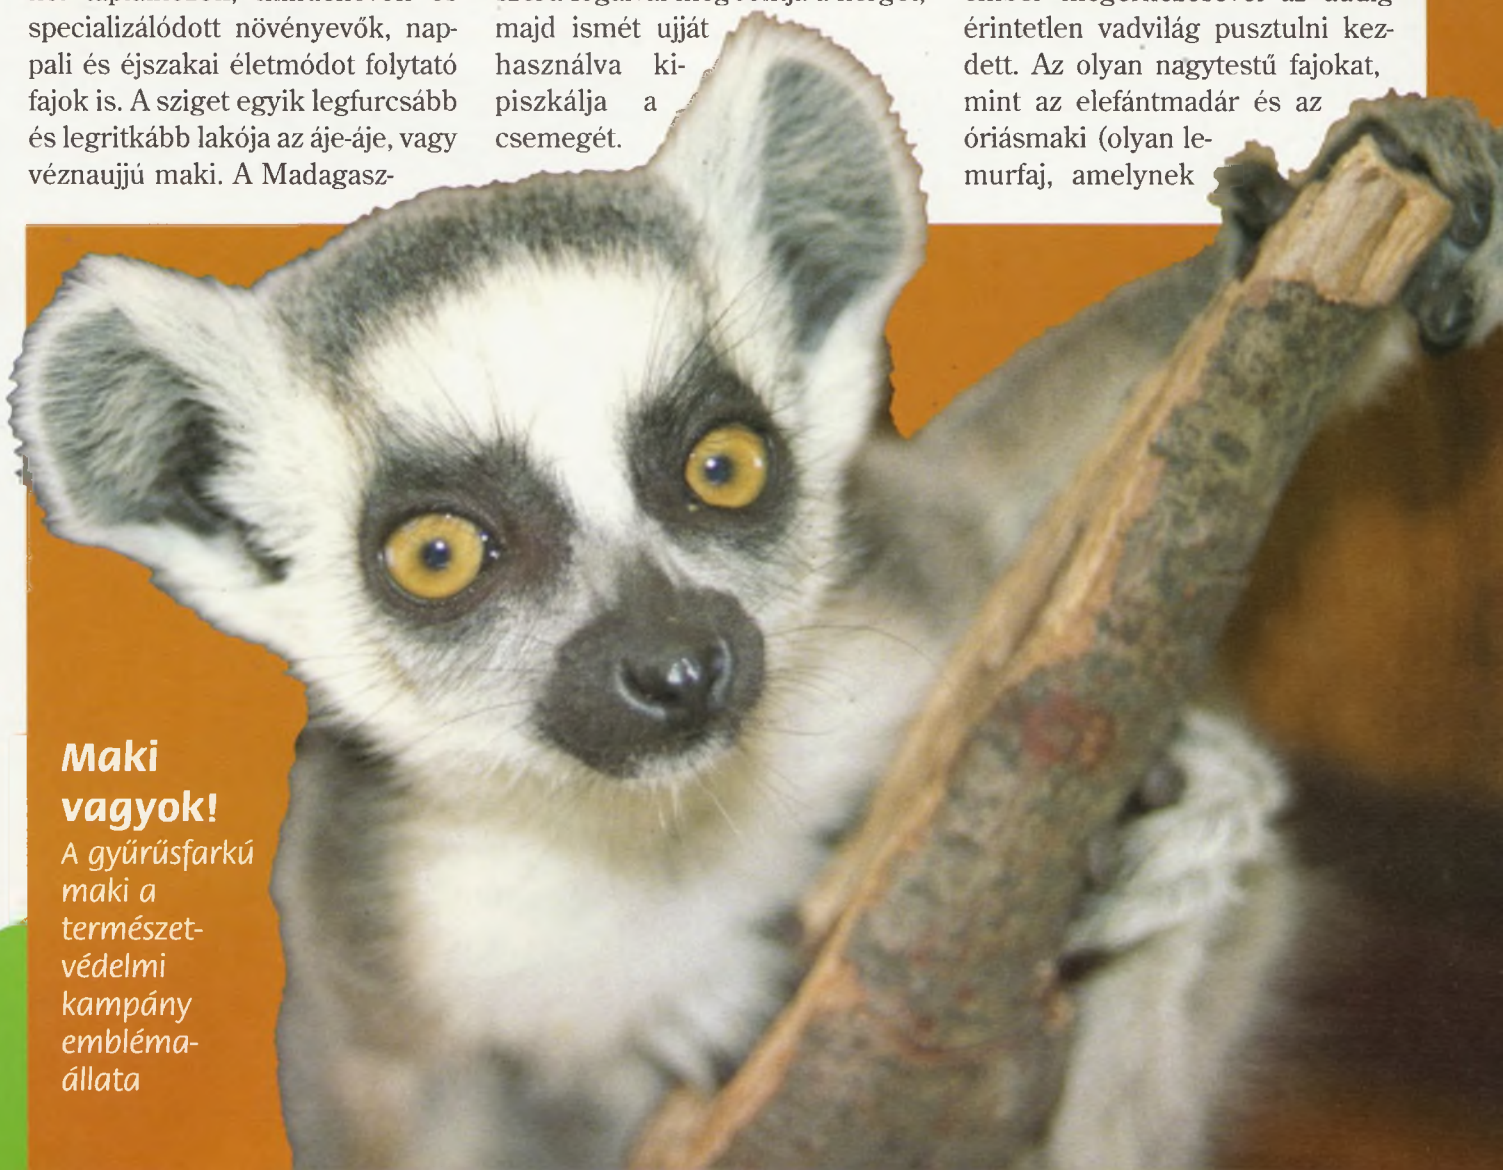 specializálódott növényevők, nap-
pali és éjszakai életmódot folytató
fajok is. A sziget egyik legfurcsább
és legritkább lakója az áje-áje, vagy
véznaujjú maki. A Madagasz-
majd ismét ujját
használva ki-
piszkálja a
csemegét.
érintetlen vadvilág pusztulni kez-
dett. Az olyan nagytestű fajokat,
mint az elefántmadár és az
óriásmaki (olyan le-
murfaj, amelynek
Maki
vagyok!
A gyűrűsfarkú
maki a
természet-
védelmi
kampány
embléma-
állata